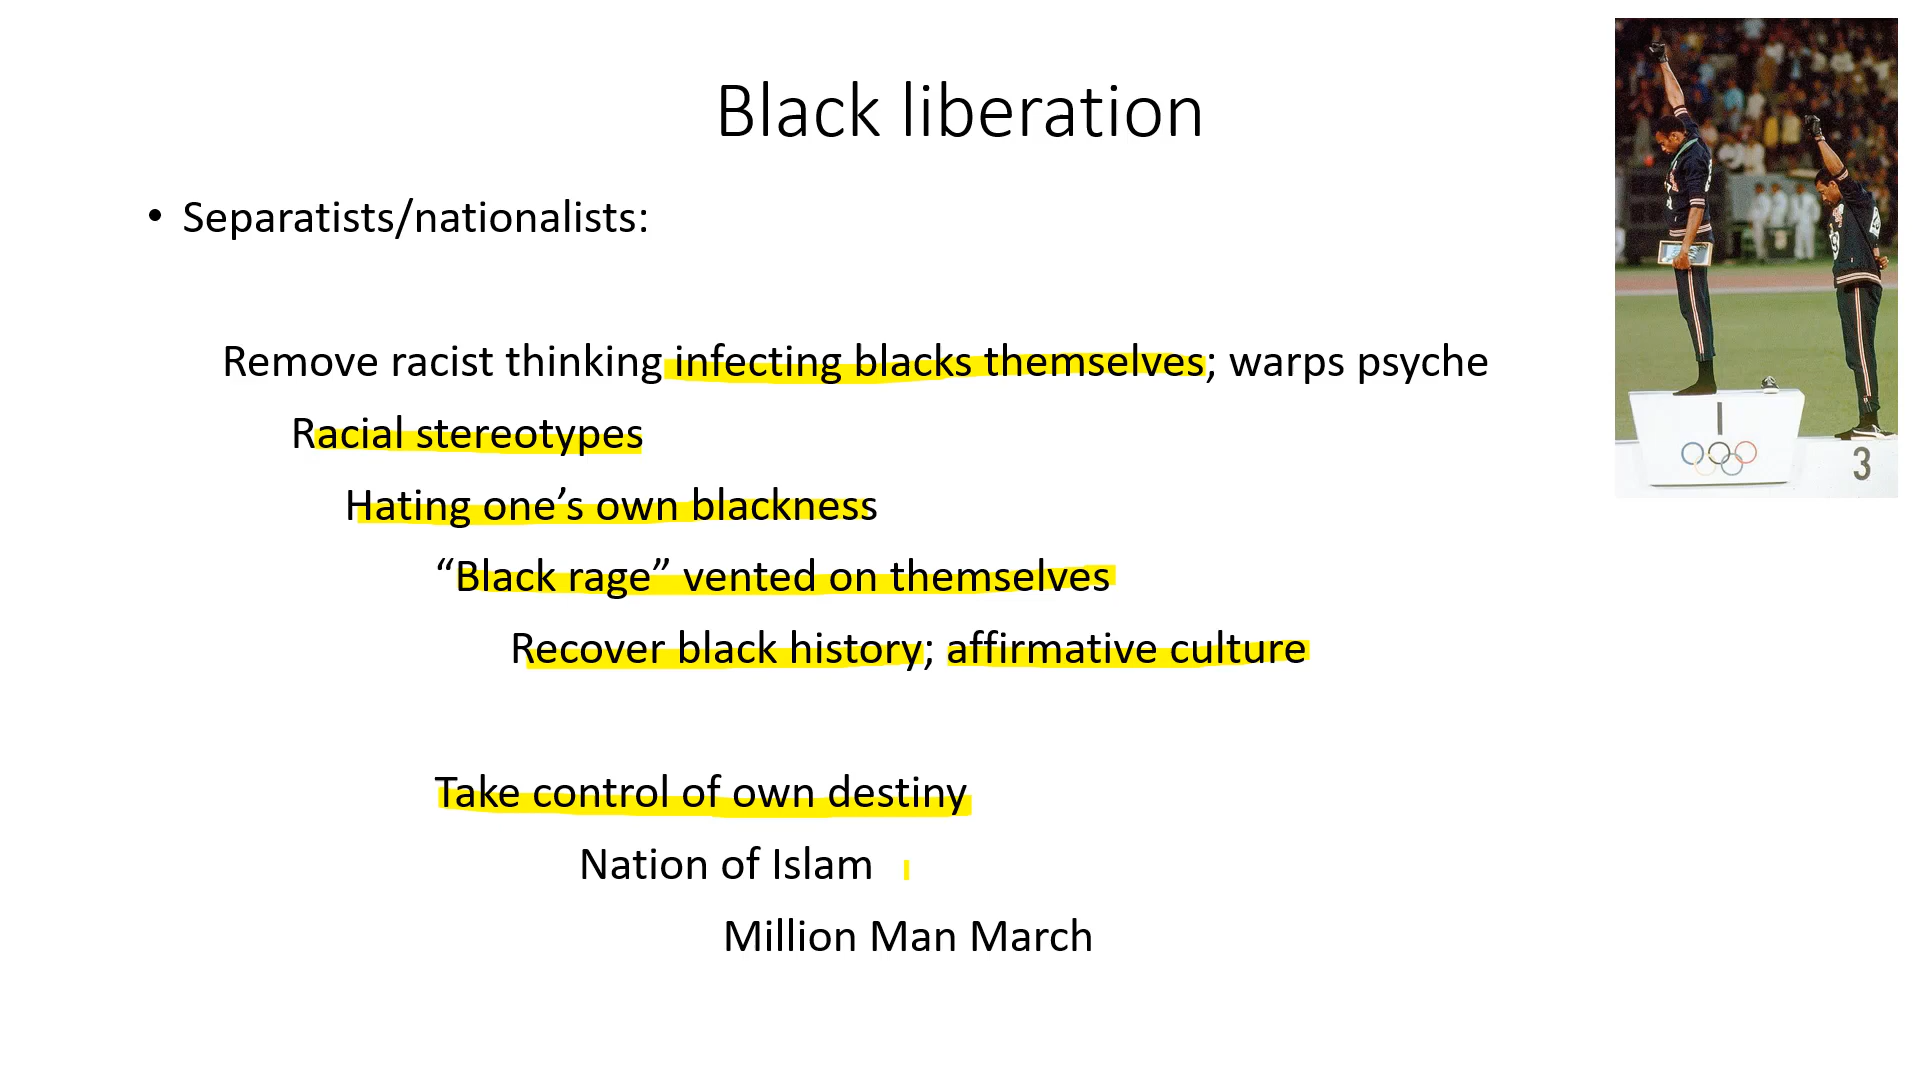 Black liberation
• Separatists/nationalists:
Remove racist thinking infecting blacks themselves; warps psyche
Racial stereotypes
Hating one’s own blackness
“Black rage” vented on themselves
Recover black history; affirmative culture
Take control of own destiny
Nation of Islam
Million Man March
1
3